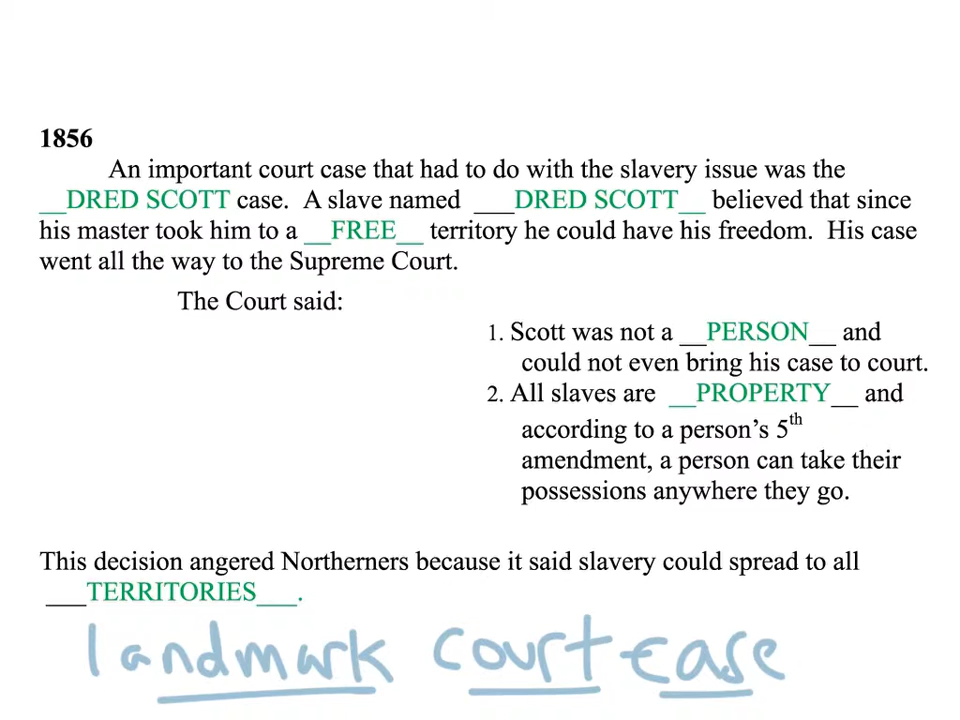 1856
An important court case that had to do with the slavery issue was the
__DRED SCOTT case. A slave named ___DRED SCOTT__ believed that since
his master took him to a __FREE__ territory he could have his freedom. His case
went all the way to the Supreme Court.
The Court said:
1. Scott was not a __PERSON__ and
could not even bring his case to court.
2. All slaves are __PROPERTY__ and
according to a person's 5th
amendment, a person can take their
possessions anywhere they go.
This decision angered Northerners because it said slavery could spread to all
___TERRITORIES___.
landmark court case